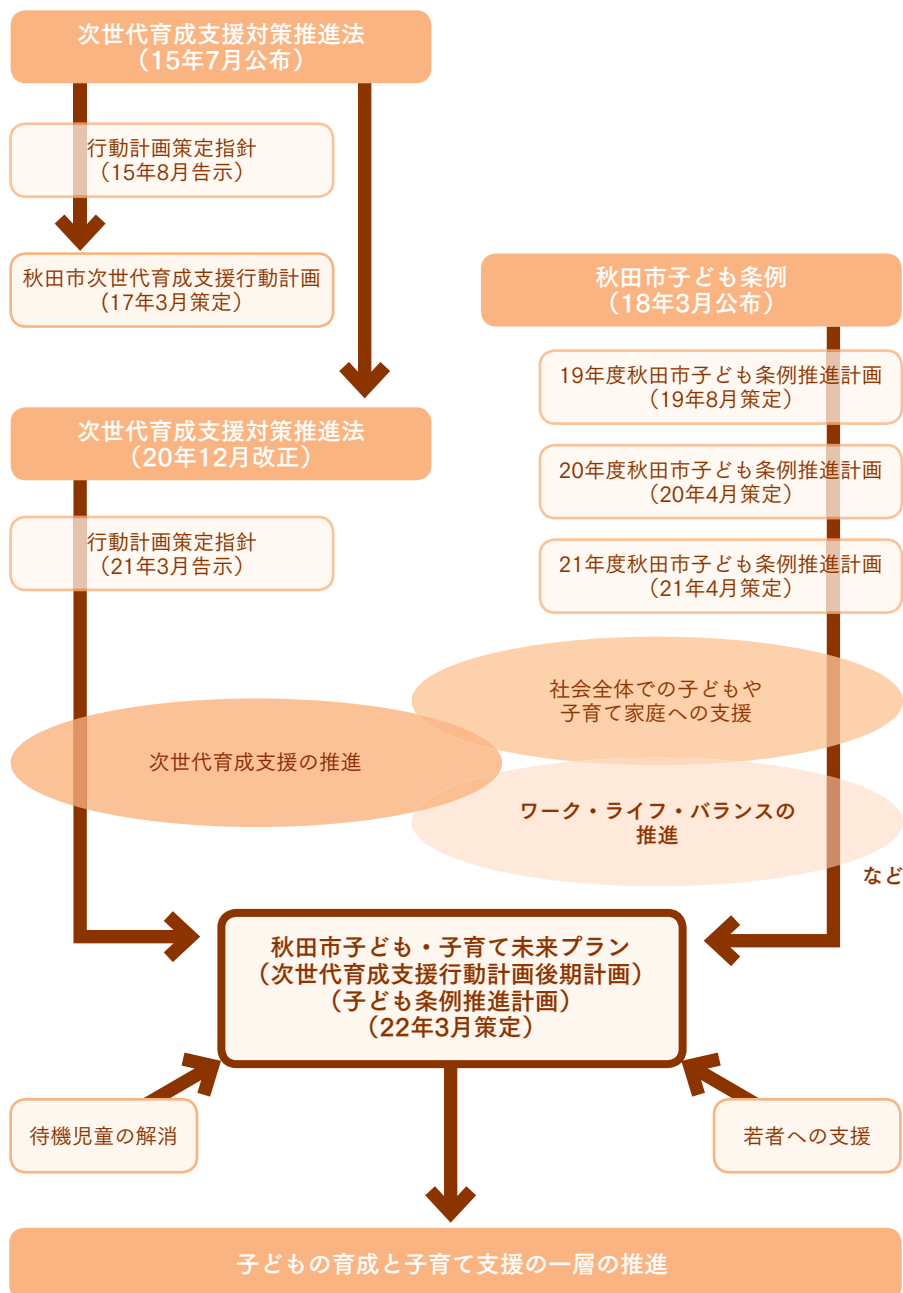 次世代育成支援対策推進法
（15年7月公布）
行動計画策定指針
（15年8月告示）
秋田市次世代育成支援行動計画
(17年3月策定）
秋田市子ども条例
（18年3月公布）
19年度秋田市子ども条例推進計画
（19年8月策定）
次世代育成支援対策推進法
（20年12月改正）
20年度秋田市子ども条例推進計画
（20年4月策定）
行動計画策定指針
（21年3月告示）
21年度秋田市子ども条例推進計画
（21年4月策定）
社会全体での子どもや
子育て家庭への支援
次世代育成支援の推進
ワーク・ライフ・バランスの
推進
など
秋田市子ども・子育て未来プラン
（次世代育成支援行動計画後期計画）
（子ども条例推進計画）
（22年3月策定）
待機児童の解消
若者への支援
子どもの育成と子育て支援の一層の推進